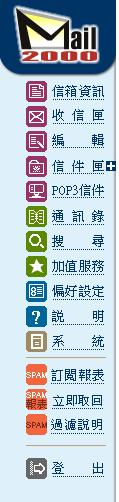 Mail
2000
信箱資訊
收信匣
編輯
信件匣
POP3信件
通訊錄
搜尋
加值服務
偏好設定
? 說明
系統
SPAM 訂閱報表
SPAM 報表 立即取回
SPAM 過濾說明
登出